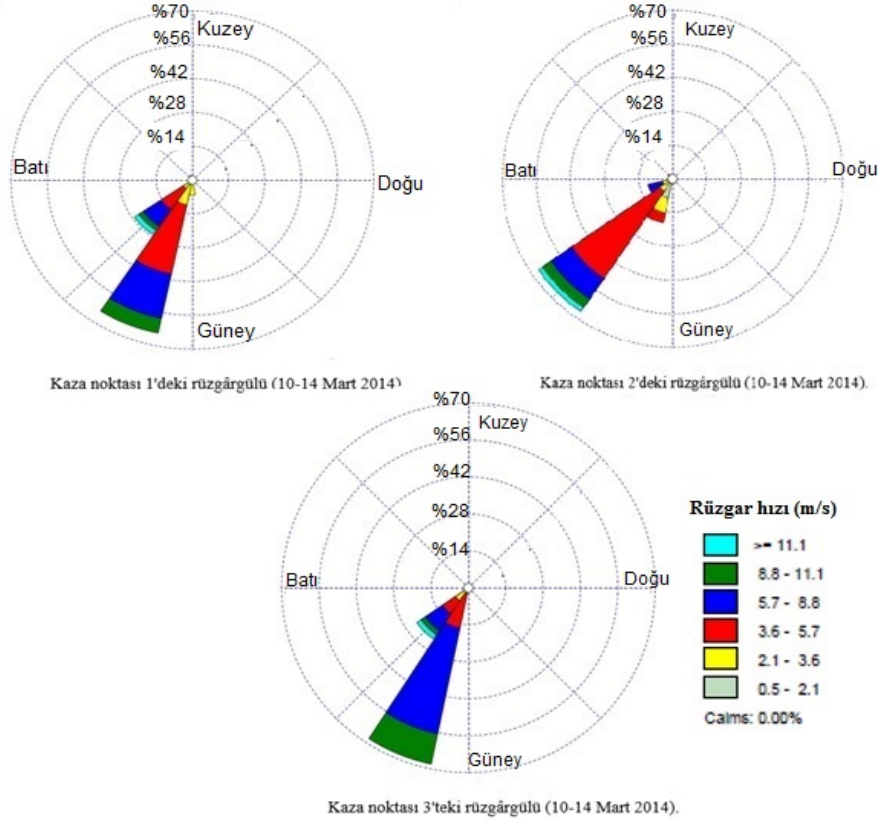 %70
Kuzey
%56
%42
%28
%14
Batı
Doğu
Güney
Kaza noktası 1'deki rüzgârgülü (10-14 Mart 2014)
%70
Kuzey
%56
%42
%28
%14
Batı
Doğu
Güney
Kaza noktası 2'deki rüzgârgülü (10-14 Mart 2014).
%70
Kuzey
%56
%42
%28
%14
Batı
Doğu
Güney
Kaza noktası 3'teki rüzgârgülü (10-14 Mart 2014).
Rüzgar hızı (m/s)
>= 11.1
8.8 - 11.1
5.7 - 8.8
3.6 - 5.7
2.1 - 3.6
0.5 - 2.1
Calms: 0.00%